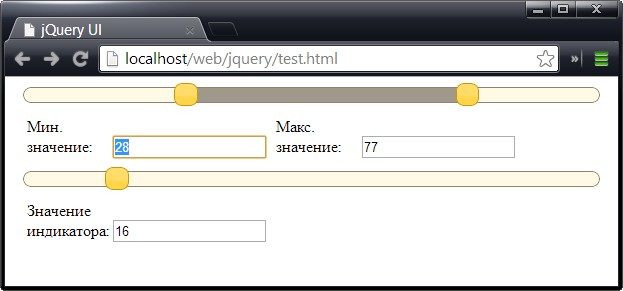 jQuery UI
localhost/web/jquery/test.html
Мин. Макс.
значение: 28 значение: 77
Значение
индикатора: 16